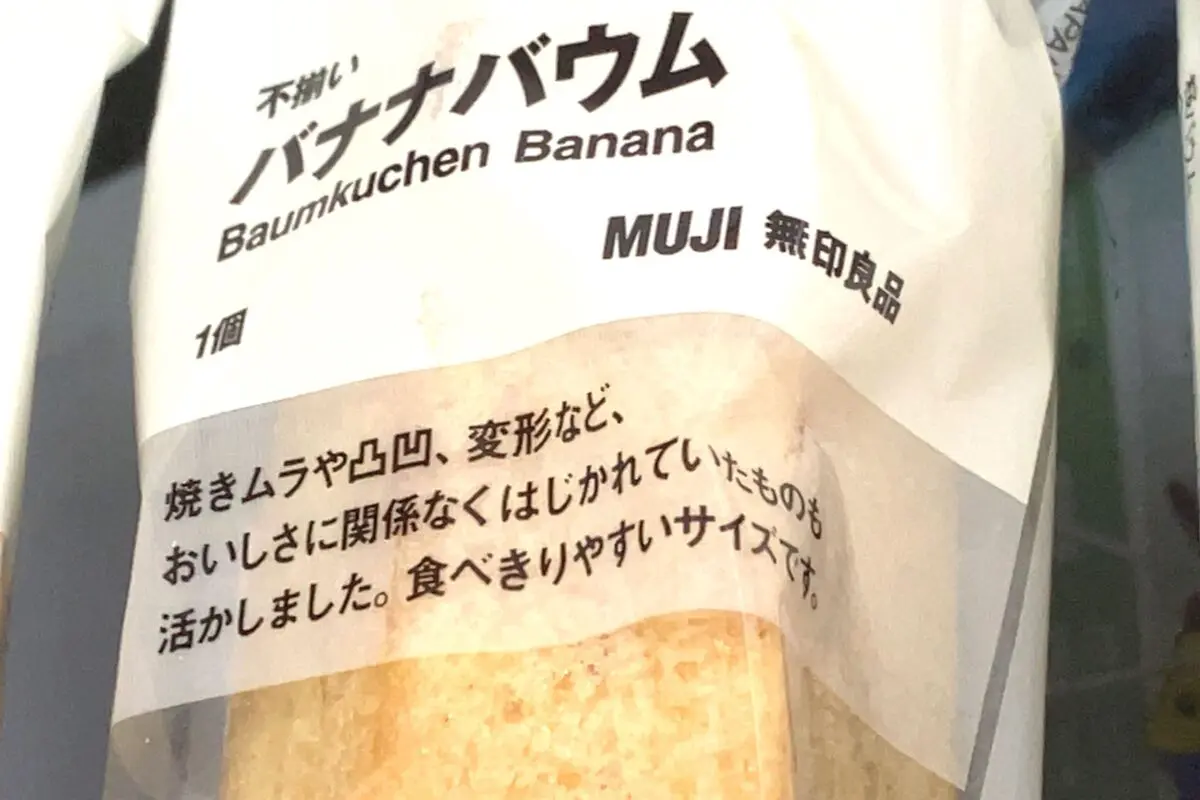 不揃い
バナナバウム
Baumkuchen Banana
MUJI 無印良品
1個
焼きムラや凸凹、変形など、
おいしさに関係なくはじかれていたものも
活かしました。食べきりやすいサイズです。